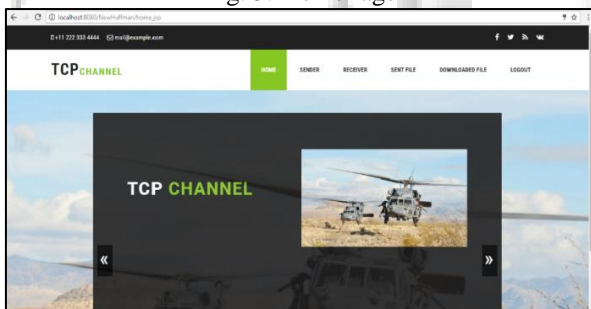 localhost:8080/NewHuffman/home.jsp
+11 222 333 4444 mail@example.com
TCP CHANNEL
HOME SENDER RECEIVER SENT FILE DOWNLOADED FILE LOGOUT
TCP CHANNEL
« »